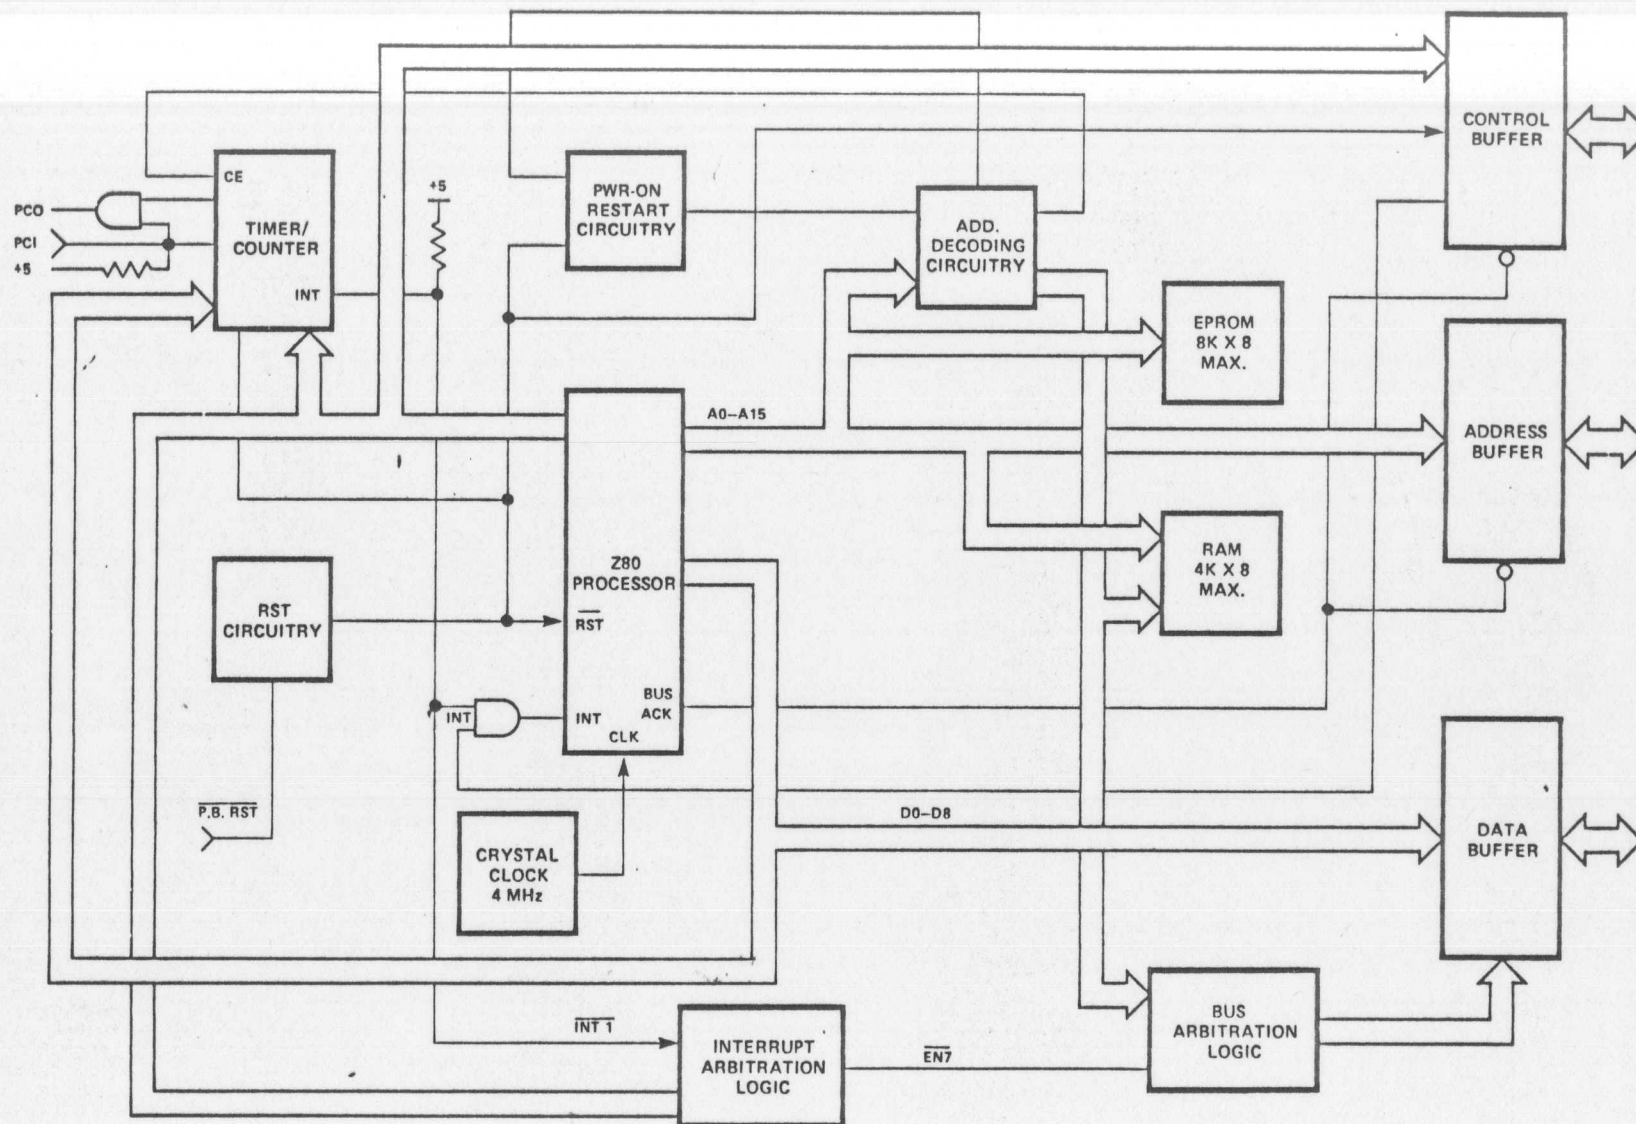 CONTROL
BUFFER
CE
TIMER/
COUNTER
INT
PCO
PCI
+5
+5
PWR-ON
RESTART
CIRCUITRY
ADD.
DECODING
CIRCUITRY
EPROM
8K X 8
MAX.
A0–A15
ADDRESS
BUFFER
Z80
PROCESSOR
RST
BUS
ACK
INT
CLK
INT
RAM
4K X 8
MAX.
RST
CIRCUITRY
P.B. RST
CRYSTAL
CLOCK
4 MHz
D0–D8
DATA
BUFFER
INT 1
INTERRUPT
ARBITRATION
LOGIC
EN7
BUS
ARBITRATION
LOGIC